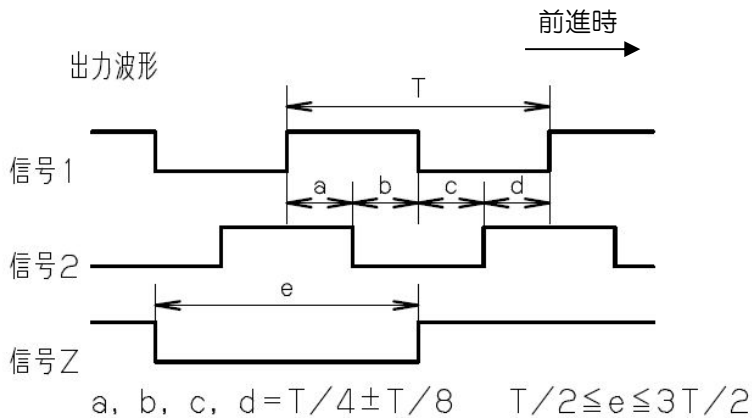 前進時
出力波形
T
信号1
a b c d
信号2
e
信号Z
a, b, c, d=T/4±T/8 T/2≦e≦3T/2